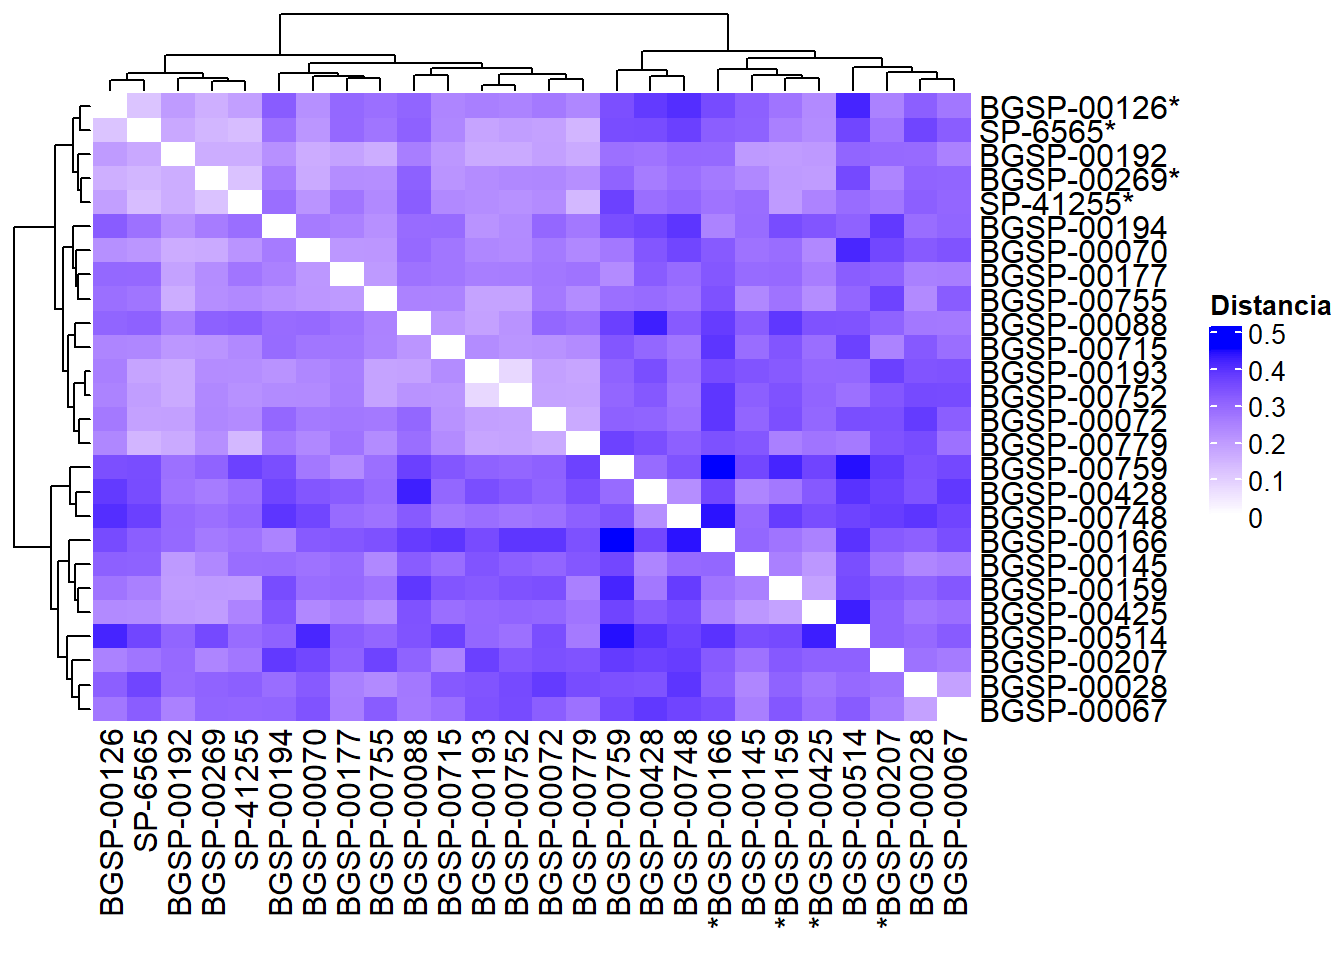 BGSP-00126*
SP-6565*
BGSP-00192
BGSP-00269*
SP-41255*
BGSP-00194
BGSP-00070
BGSP-00177
BGSP-00755
BGSP-00088
BGSP-00715
BGSP-00193
BGSP-00752
BGSP-00072
BGSP-00779
BGSP-00759
BGSP-00428
BGSP-00748
BGSP-00166
BGSP-00145
BGSP-00159
BGSP-00425
BGSP-00514
BGSP-00207
BGSP-00028
BGSP-00067
Distancia
0.5
0.4
0.3
0.2
0.1
0
BGSP-00126
SP-6565
BGSP-00192
BGSP-00269
SP-41255
BGSP-00194
BGSP-00070
BGSP-00177
BGSP-00755
BGSP-00088
BGSP-00715
BGSP-00193
BGSP-00752
BGSP-00072
BGSP-00779
BGSP-00759
BGSP-00428
BGSP-00748
*BGSP-00166
BGSP-00145
*BGSP-00159
*BGSP-00425
BGSP-00514
*BGSP-00207
BGSP-00028
BGSP-00067